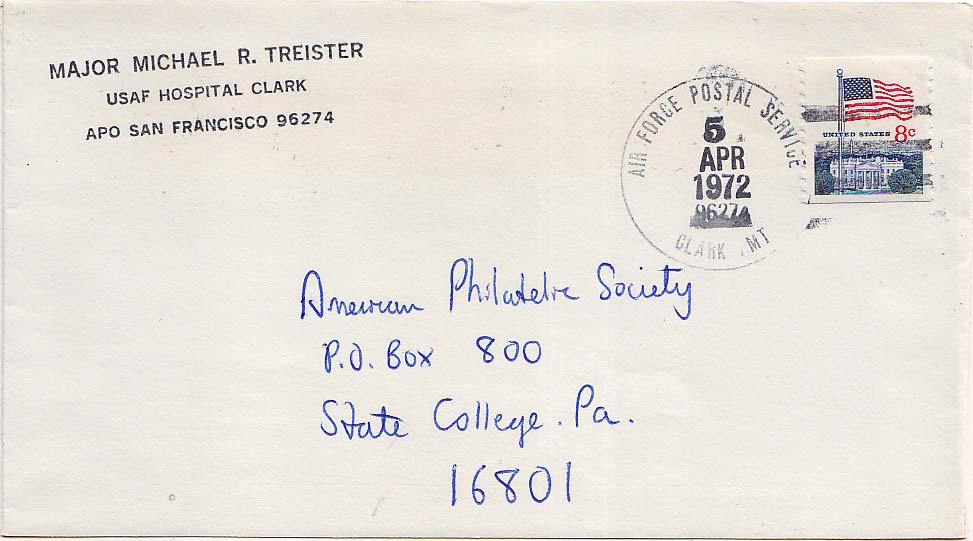 MAJOR MICHAEL R. TREISTER
USAF HOSPITAL CLARK
APO SAN FRANCISCO 96274
AIR FORCE POSTAL SERVICE
5
APR
1972
96274
CLARK MT
UNITED STATES 8c
American Philatelic Society
P.O. Box 800
State College. Pa.
16801